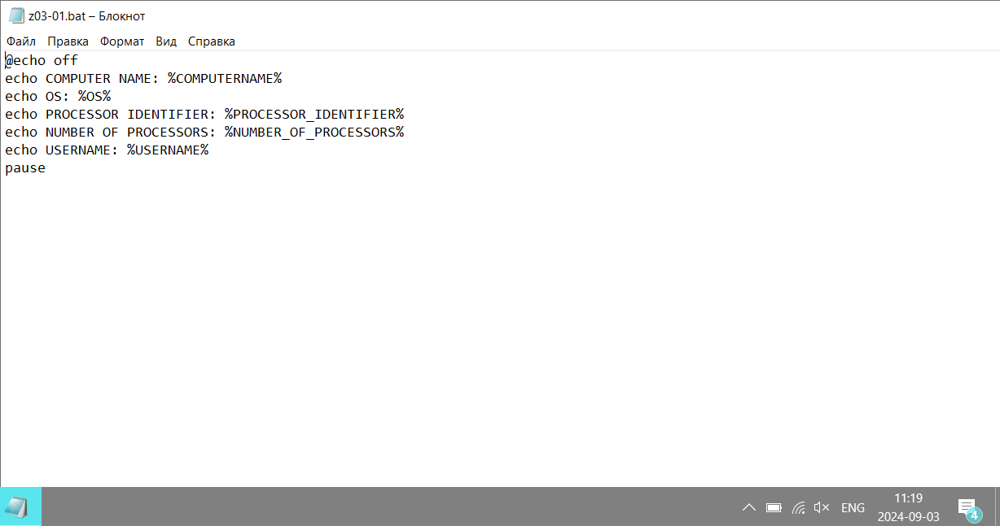 z03-01.bat – Блокнот
Файл Правка Формат Вид Справка
@echo off
echo COMPUTER NAME: %COMPUTERNAME%
echo OS: %OS%
echo PROCESSOR IDENTIFIER: %PROCESSOR_IDENTIFIER%
echo NUMBER OF PROCESSORS: %NUMBER_OF_PROCESSORS%
echo USERNAME: %USERNAME%
pause
ENG
11:19
2024-09-03
4